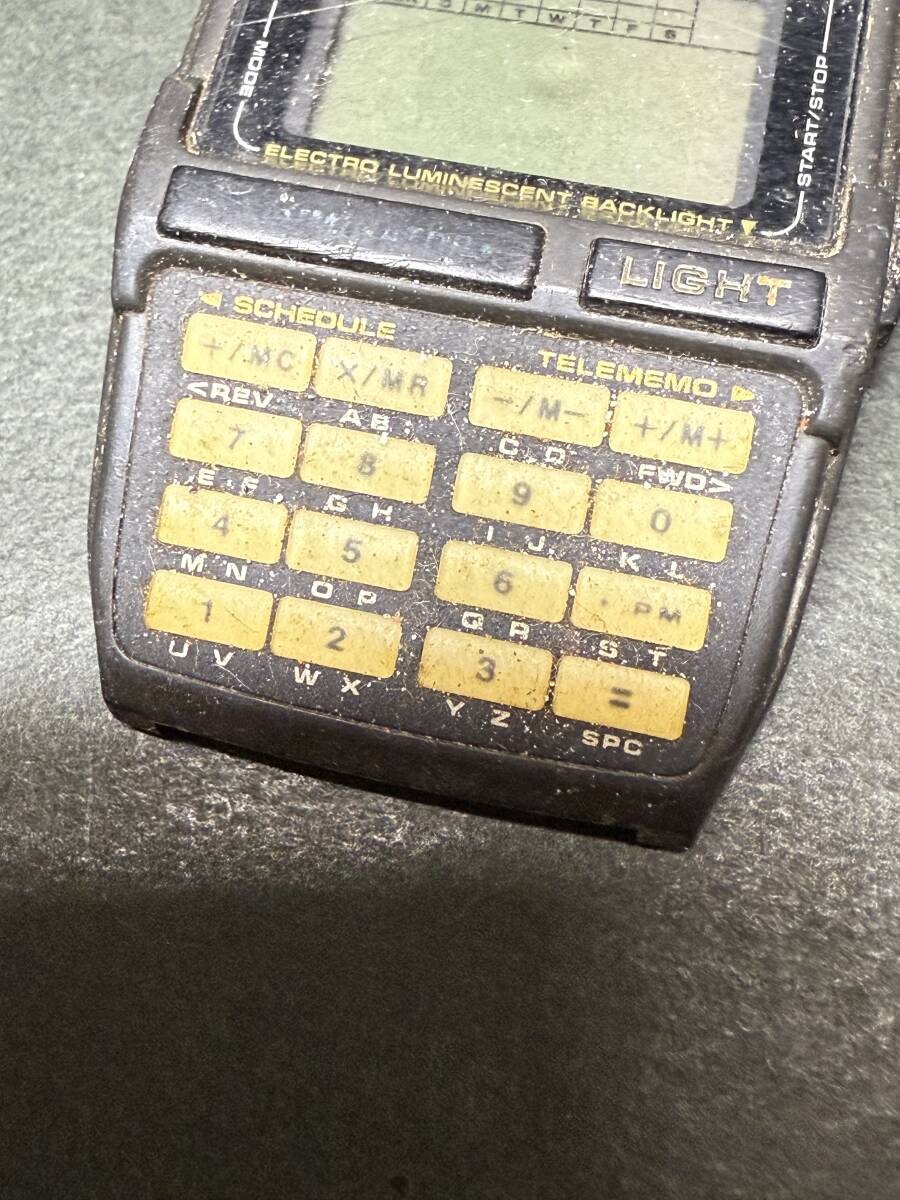 S M T W T F S
MODE
START/STOP
ELECTRO LUMINESCENT BACKLIGHT ▼
LIGHT
◀ SCHEDULE
TELEMEMO ▶
÷/MC X/MR -/M- +/M+
<REV A B C D FWD>
7 8 9 0
E F G H I J K L
4 5 6 · PM
M N O P Q R S T
1 2 3 =
U V W X Y Z SPC